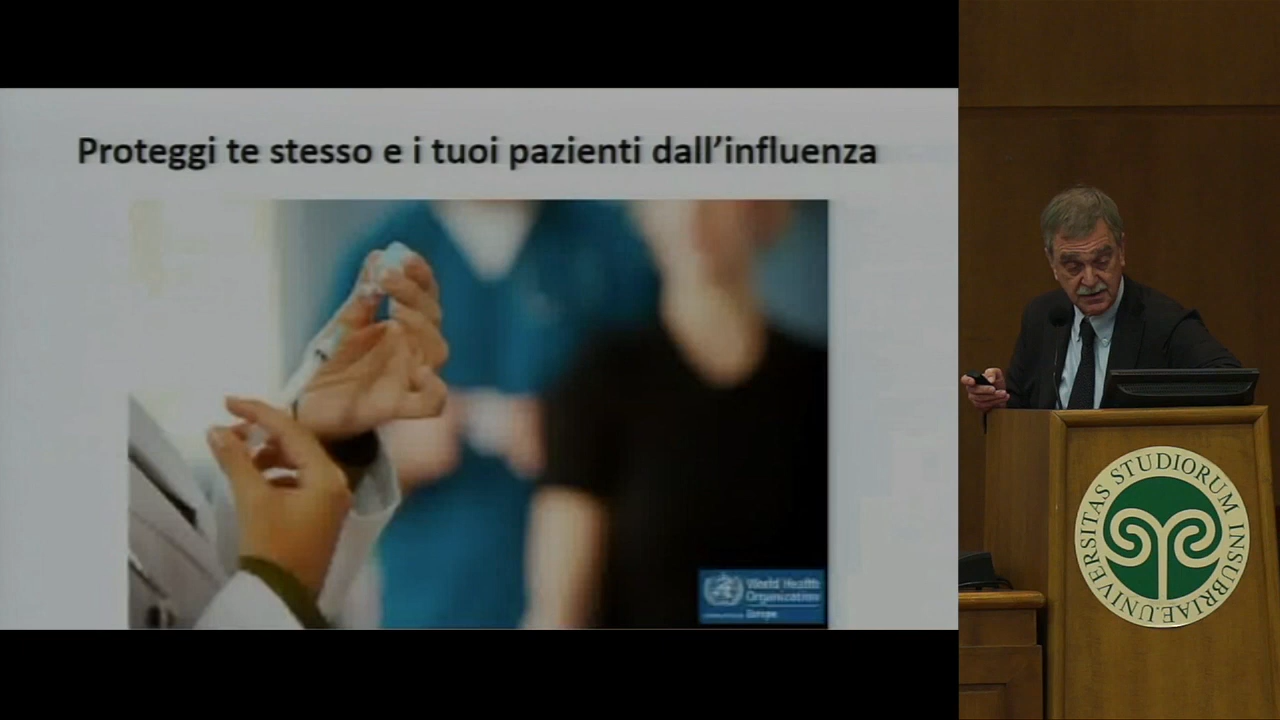 Proteggi te stesso e i tuoi pazienti dall'influenza
World Health
Organization
Europe
UNIVERSITAS STUDIORUM INSUBRIAE